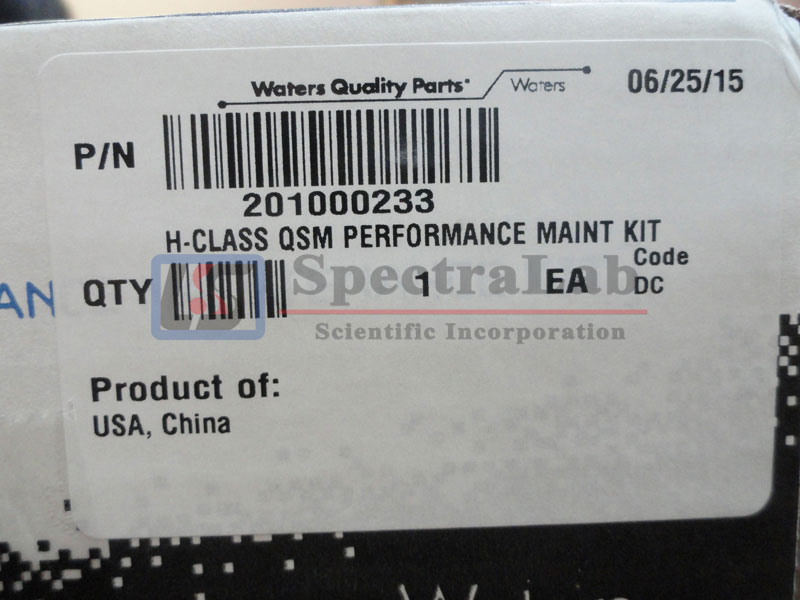 Waters Quality Parts• Waters 06/25/15
P/N
201000233
H-CLASS QSM PERFORMANCE MAINT KIT
QTY 1 EA Code DC
SpectraLab
Scientific Incorporation
AN
Product of:
USA, China